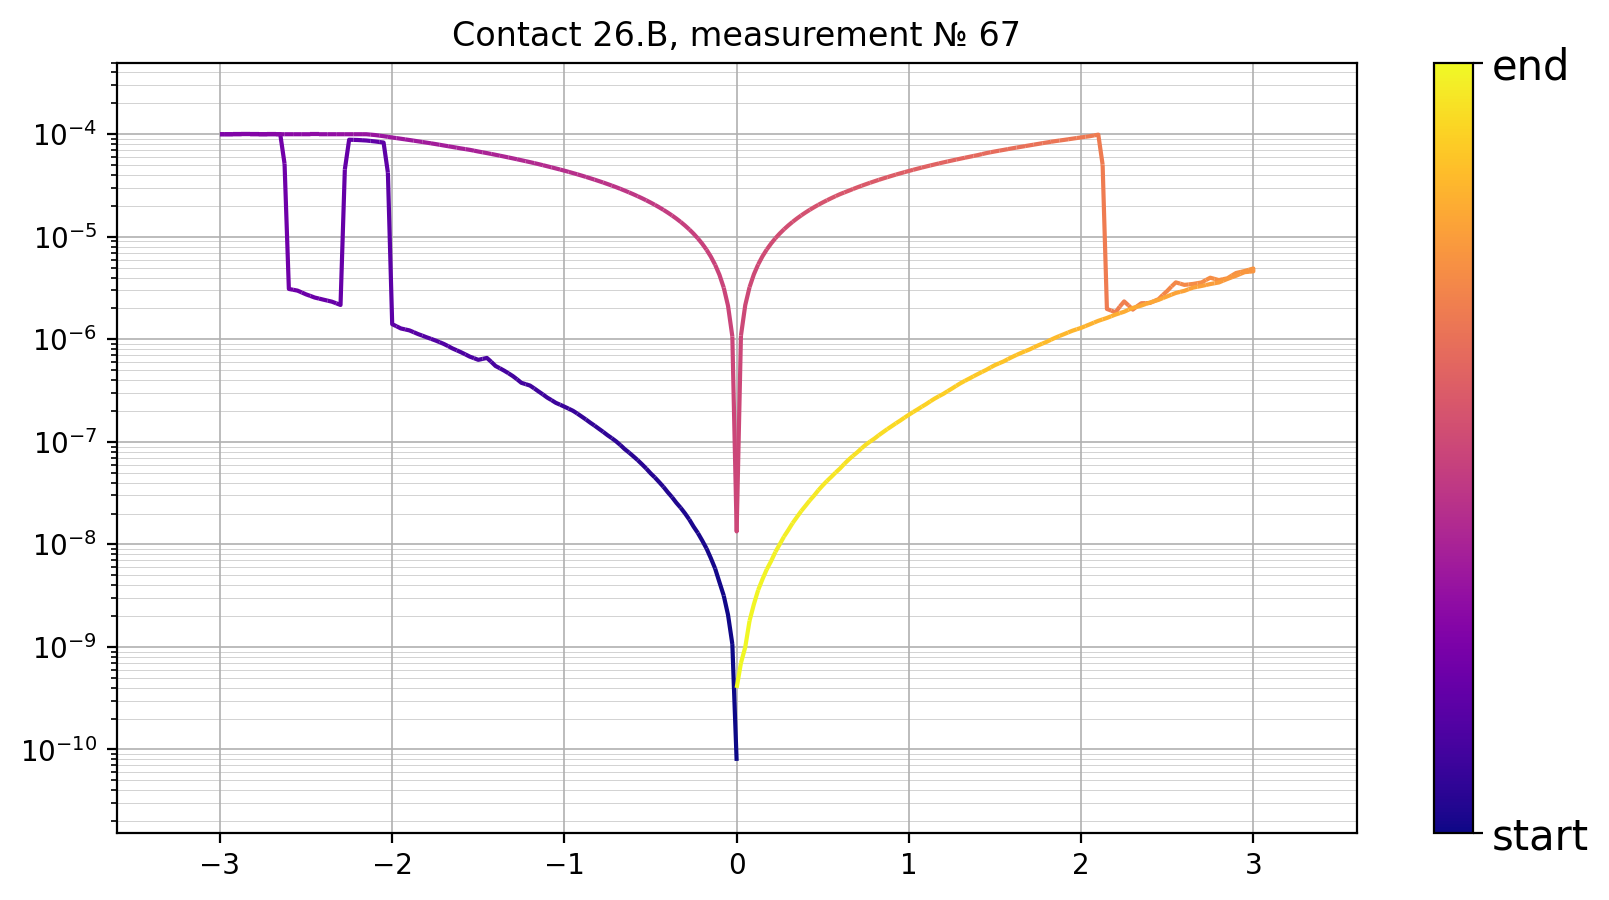 Contact 26.B, measurement № 67
10⁻⁴
10⁻⁵
10⁻⁶
10⁻⁷
10⁻⁸
10⁻⁹
10⁻¹⁰
−3 −2 −1 0 1 2 3
end
start